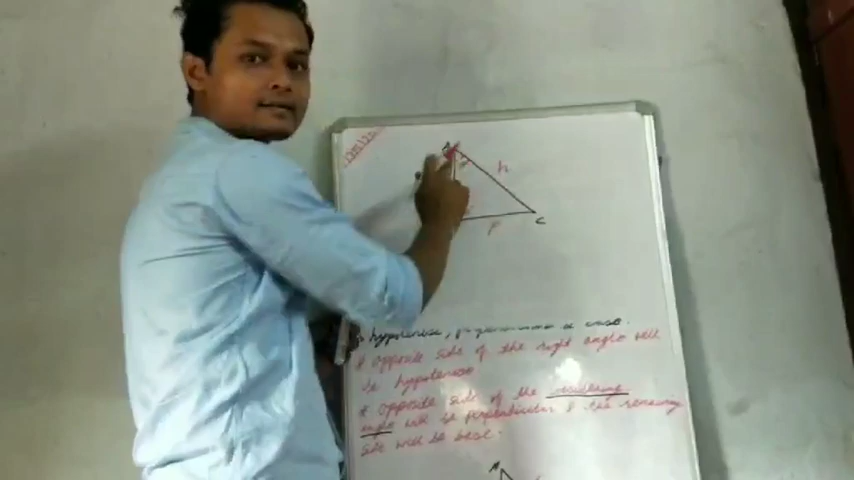 A
h
p
C
hypotenuse, perpendicular & base.
# Opposite side of the right angle will
be hypotenuse
# Opposite side of the
angle will be perpendicular & the remaining
side will be base.
A